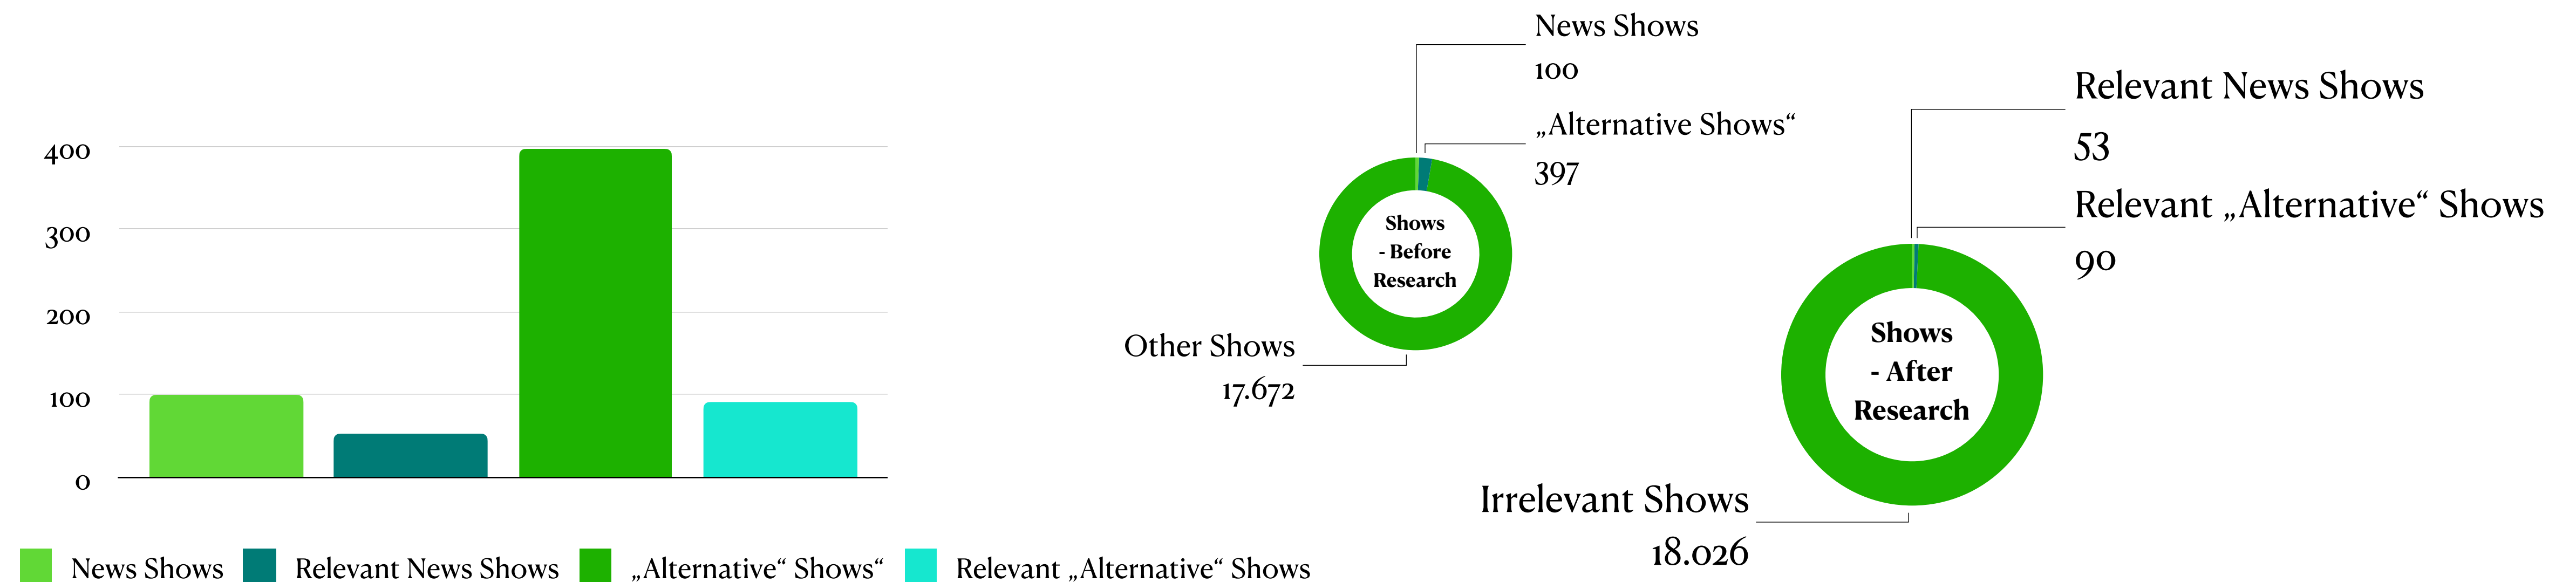 400
300
200
100
0
News Shows
Relevant News Shows
„Alternative“ Shows“
Relevant „Alternative“ Shows
News Shows
100
„Alternative Shows“
397
Shows
- Before
Research
Other Shows
17.672
Relevant News Shows
53
Relevant „Alternative“ Shows
90
Shows
- After
Research
Irrelevant Shows
18.026